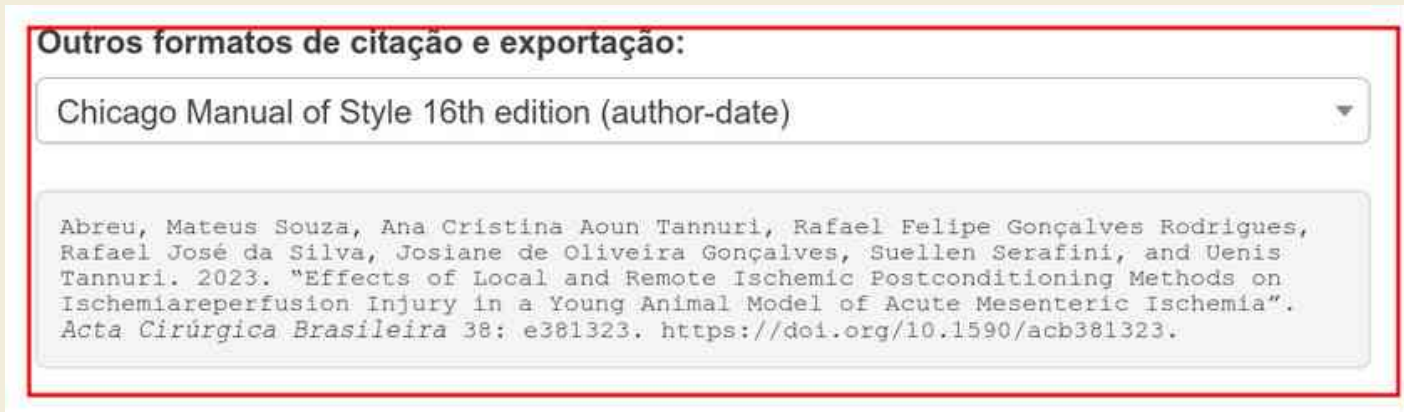 Outros formatos de citação e exportação:
Chicago Manual of Style 16th edition (author-date)
Abreu, Mateus Souza, Ana Cristina Aoun Tannuri, Rafael Felipe Gonçalves Rodrigues,
Rafael José da Silva, Josiane de Oliveira Gonçalves, Suellen Serafini, and Uenis
Tannuri. 2023. “Effects of Local and Remote Ischemic Postconditioning Methods on
Ischemiareperfusion Injury in a Young Animal Model of Acute Mesenteric Ischemia”.
Acta Cirúrgica Brasileira 38: e381323. https://doi.org/10.1590/acb381323.